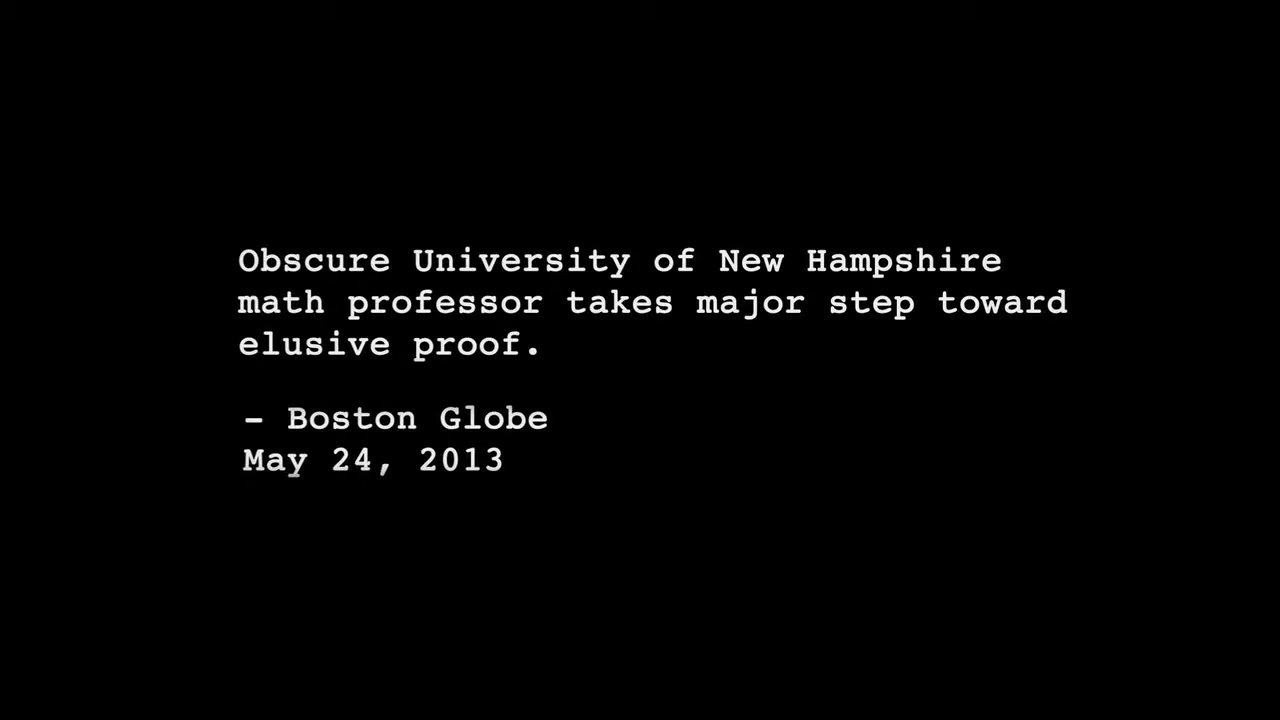 Obscure University of New Hampshire
math professor takes major step toward
elusive proof.
- Boston Globe
May 24, 2013